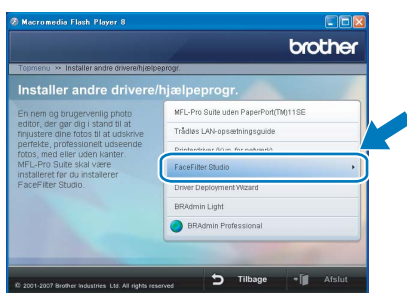 Macromedia Flash Player 8
brother
Topmenu >> Installer andre drivere/hjælpeprogr.
Installer andre drivere/hjælpeprogr.
En nem og brugervenlig photo
editor, der gør dig i stand til at
finjustere dine fotos til at udskrive
perfekte, professionelt udseende
fotos, med eller uden kanter.
MFL-Pro Suite skal være
installeret før du installerer
FaceFilter Studio.
MFL-Pro Suite uden PaperPort(TM)11SE
Trådløs LAN-opsætningsguide
Printerdriver (Kun for netværk)
FaceFilter Studio
Driver Deployment Wizard
BRAdmin Light
BRAdmin Professional
© 2001-2007 Brother Industries Ltd. All rights reserved
Tilbage
Afslut